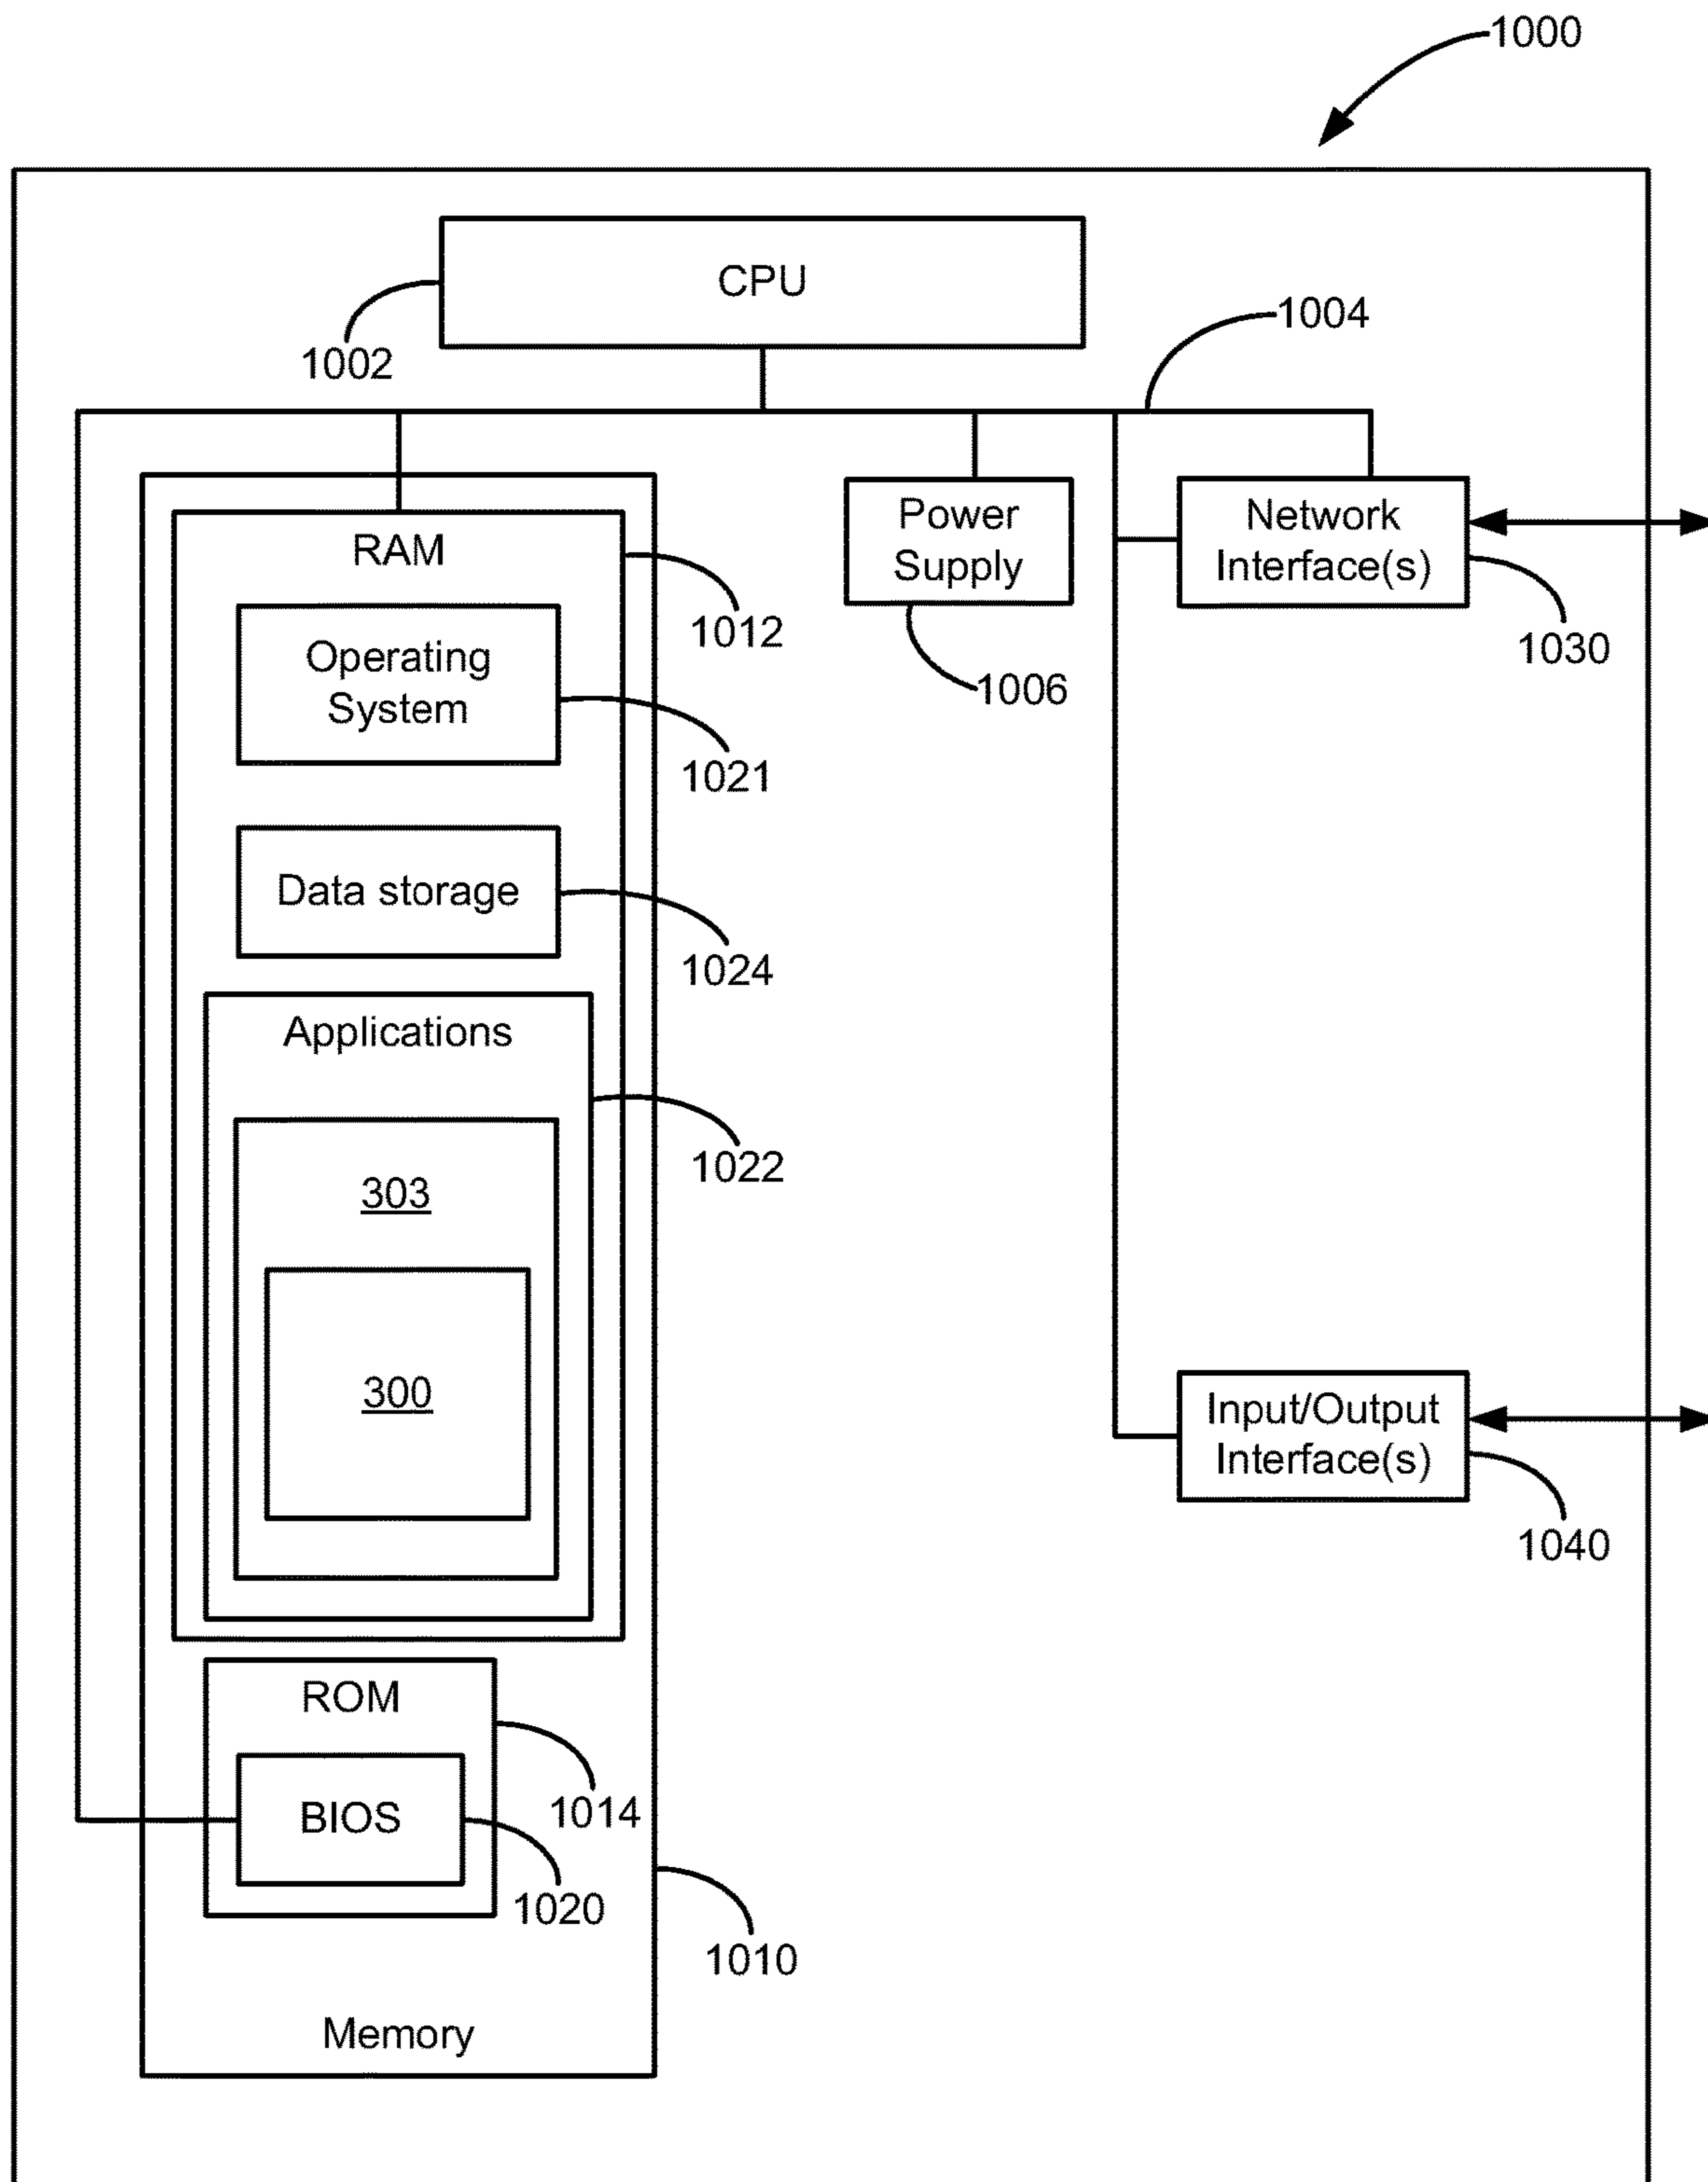 1000
CPU
1002
1004
RAM
1012
Power
Supply
1006
Network
Interface(s)
1030
Operating
System
1021
Data storage
1024
Applications
1022
303
300
Input/Output
Interface(s)
1040
ROM
1014
BIOS
1020
1010
Memory